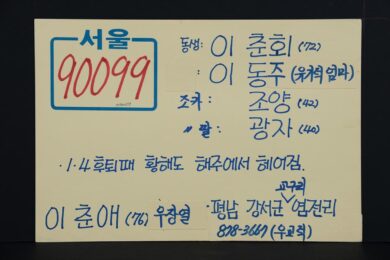 서울
90099
동생: 이 춘희 (72)
: 이 동주 (유격의 엄마)
조카 : 조양 (42)
〃 딸 : 광자 (40)
· 1.4 후퇴때 황해도 해주에서 헤어짐.
고구리
이 춘애 (76) 우창열 · 평남 강서군 염전리
878-3667 (우교적)